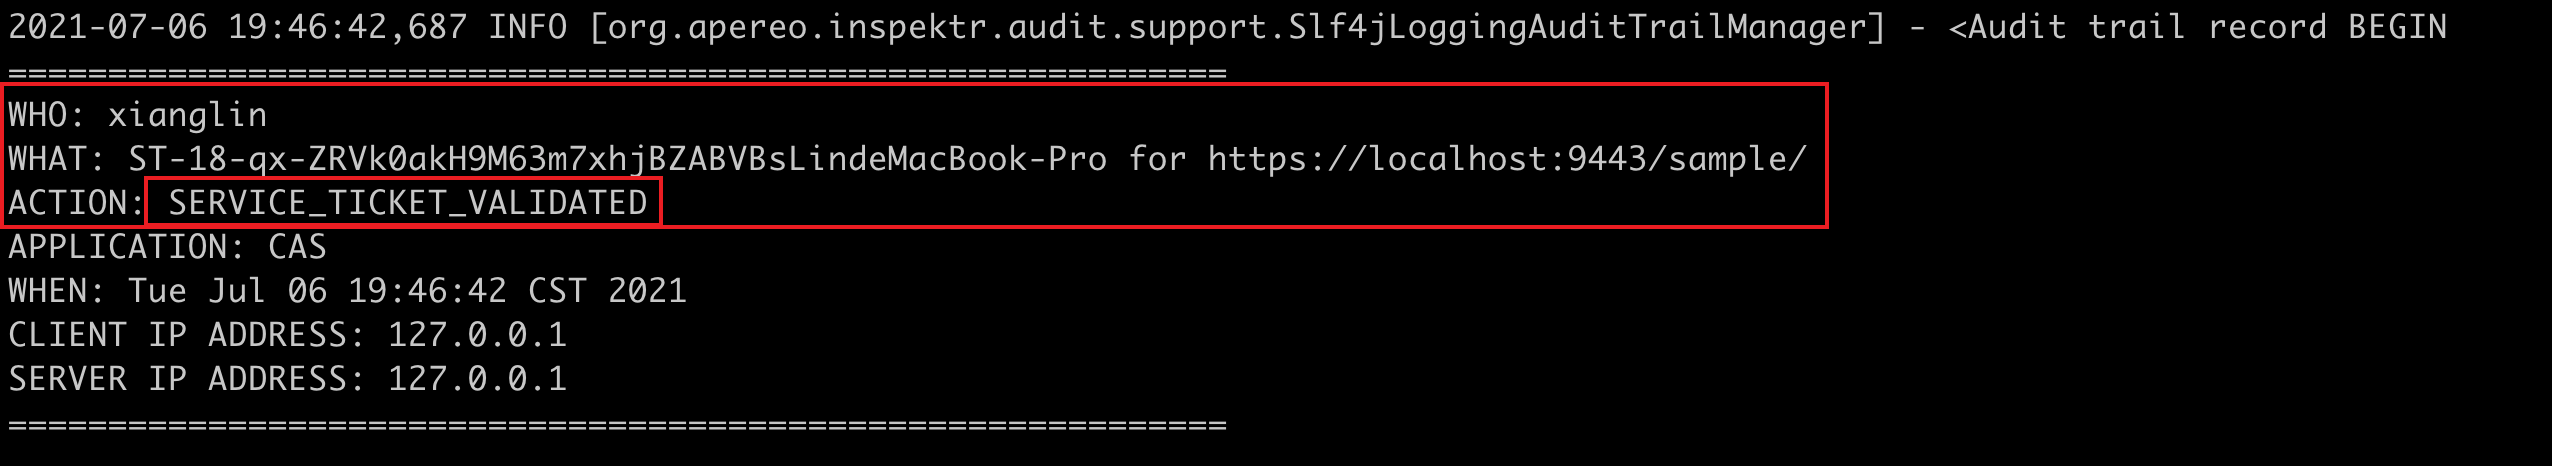 2021-07-06 19:46:42,687 INFO [org.apereo.inspektr.audit.support.Slf4jLoggingAuditTrailManager] - <Audit trail record BEGIN
=============================================================
WHO: xianglin
WHAT: ST-18-qx-ZRVk0akH9M63m7xhjBZABVBsLindeMacBook-Pro for https://localhost:9443/sample/
ACTION: SERVICE_TICKET_VALIDATED
APPLICATION: CAS
WHEN: Tue Jul 06 19:46:42 CST 2021
CLIENT IP ADDRESS: 127.0.0.1
SERVER IP ADDRESS: 127.0.0.1
=============================================================